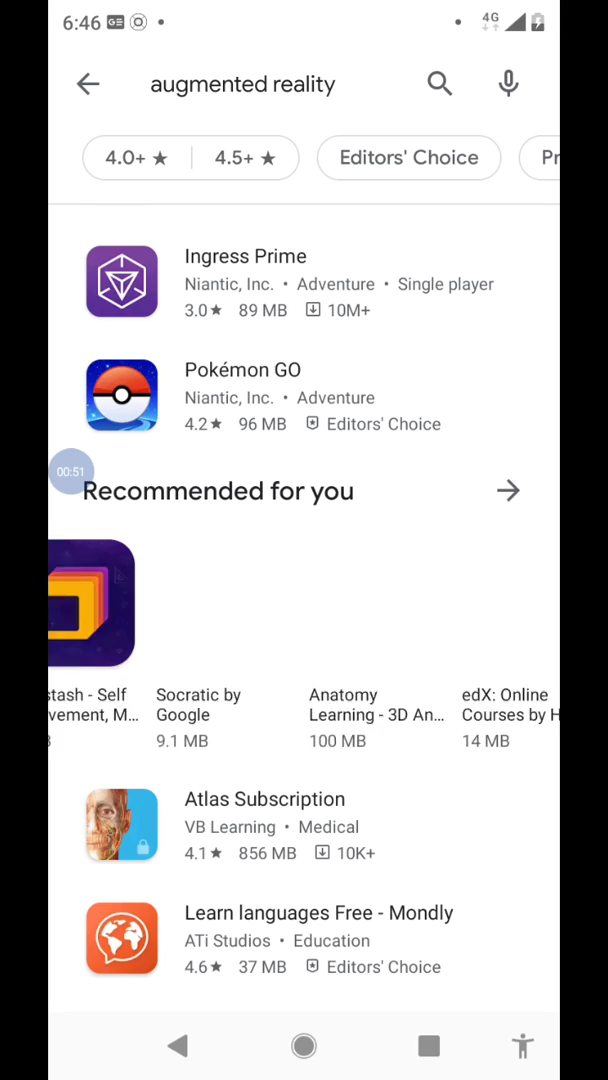 6:46 GE
4G
augmented reality
4.0+ ★ 4.5+ ★ Editors' Choice Pr
Ingress Prime
Niantic, Inc. • Adventure • Single player
3.0★ 89 MB 10M+
Pokémon GO
Niantic, Inc. • Adventure
4.2★ 96 MB Editors' Choice
00:51
Recommended for you
stash - Self
vement, M...
Socratic by
Google
9.1 MB
Anatomy
Learning - 3D An...
100 MB
edX: Online
Courses by H
14 MB
Atlas Subscription
VB Learning • Medical
4.1★ 856 MB 10K+
Learn languages Free - Mondly
ATi Studios • Education
4.6★ 37 MB Editors' Choice